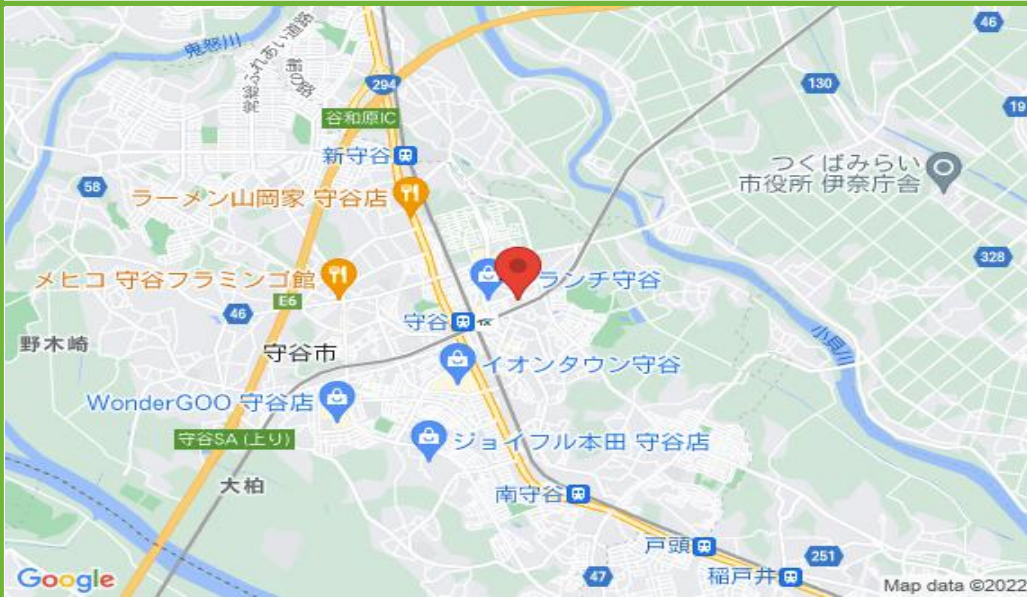 46
鬼怒川
常総ふれあい道路
絹の路
294
130
19
谷和原IC
新守谷
つくばみらい
市役所 伊奈庁舎
58
ラーメン山岡家 守谷店
328
メヒコ 守谷フラミンゴ館
ランチ守谷
E6
46
守谷
小貝川
野木崎
守谷市
イオンタウン守谷
WonderGOO 守谷店
守谷SA (上り)
ジョイフル本田 守谷店
大柏
南守谷
戸頭
251
Google
47
稲戸井
Map data ©2022